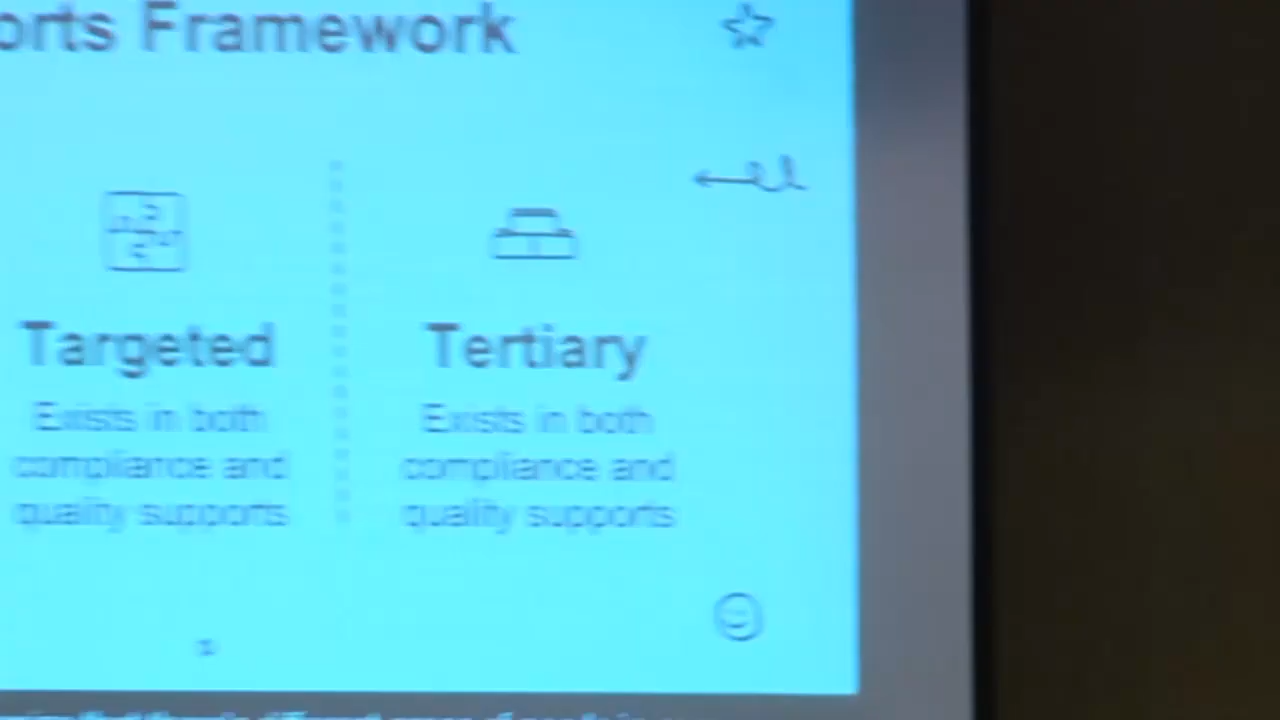 orts Framework
Targeted
Exists in both
compliance and
quality supports
Tertiary
Exists in both
compliance and
quality supports